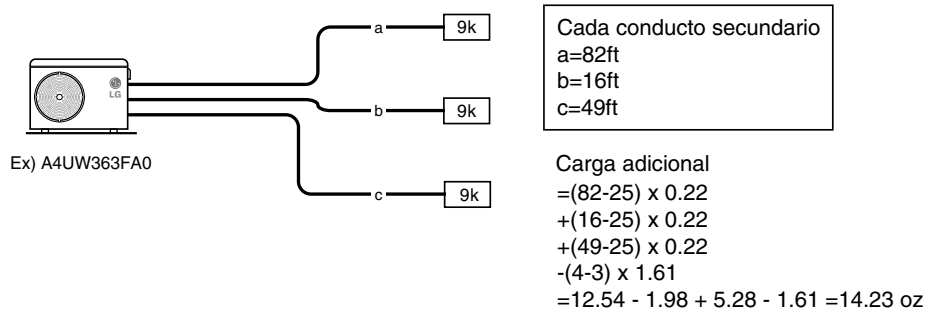 a
9k
Cada conducto secundario
a=82ft
b=16ft
c=49ft
LG
b
9k
Ex) A4UW363FA0
Carga adicional
=(82-25) x 0.22
+(16-25) x 0.22
+(49-25) x 0.22
-(4-3) x 1.61
=12.54 - 1.98 + 5.28 - 1.61 =14.23 oz
c
9k